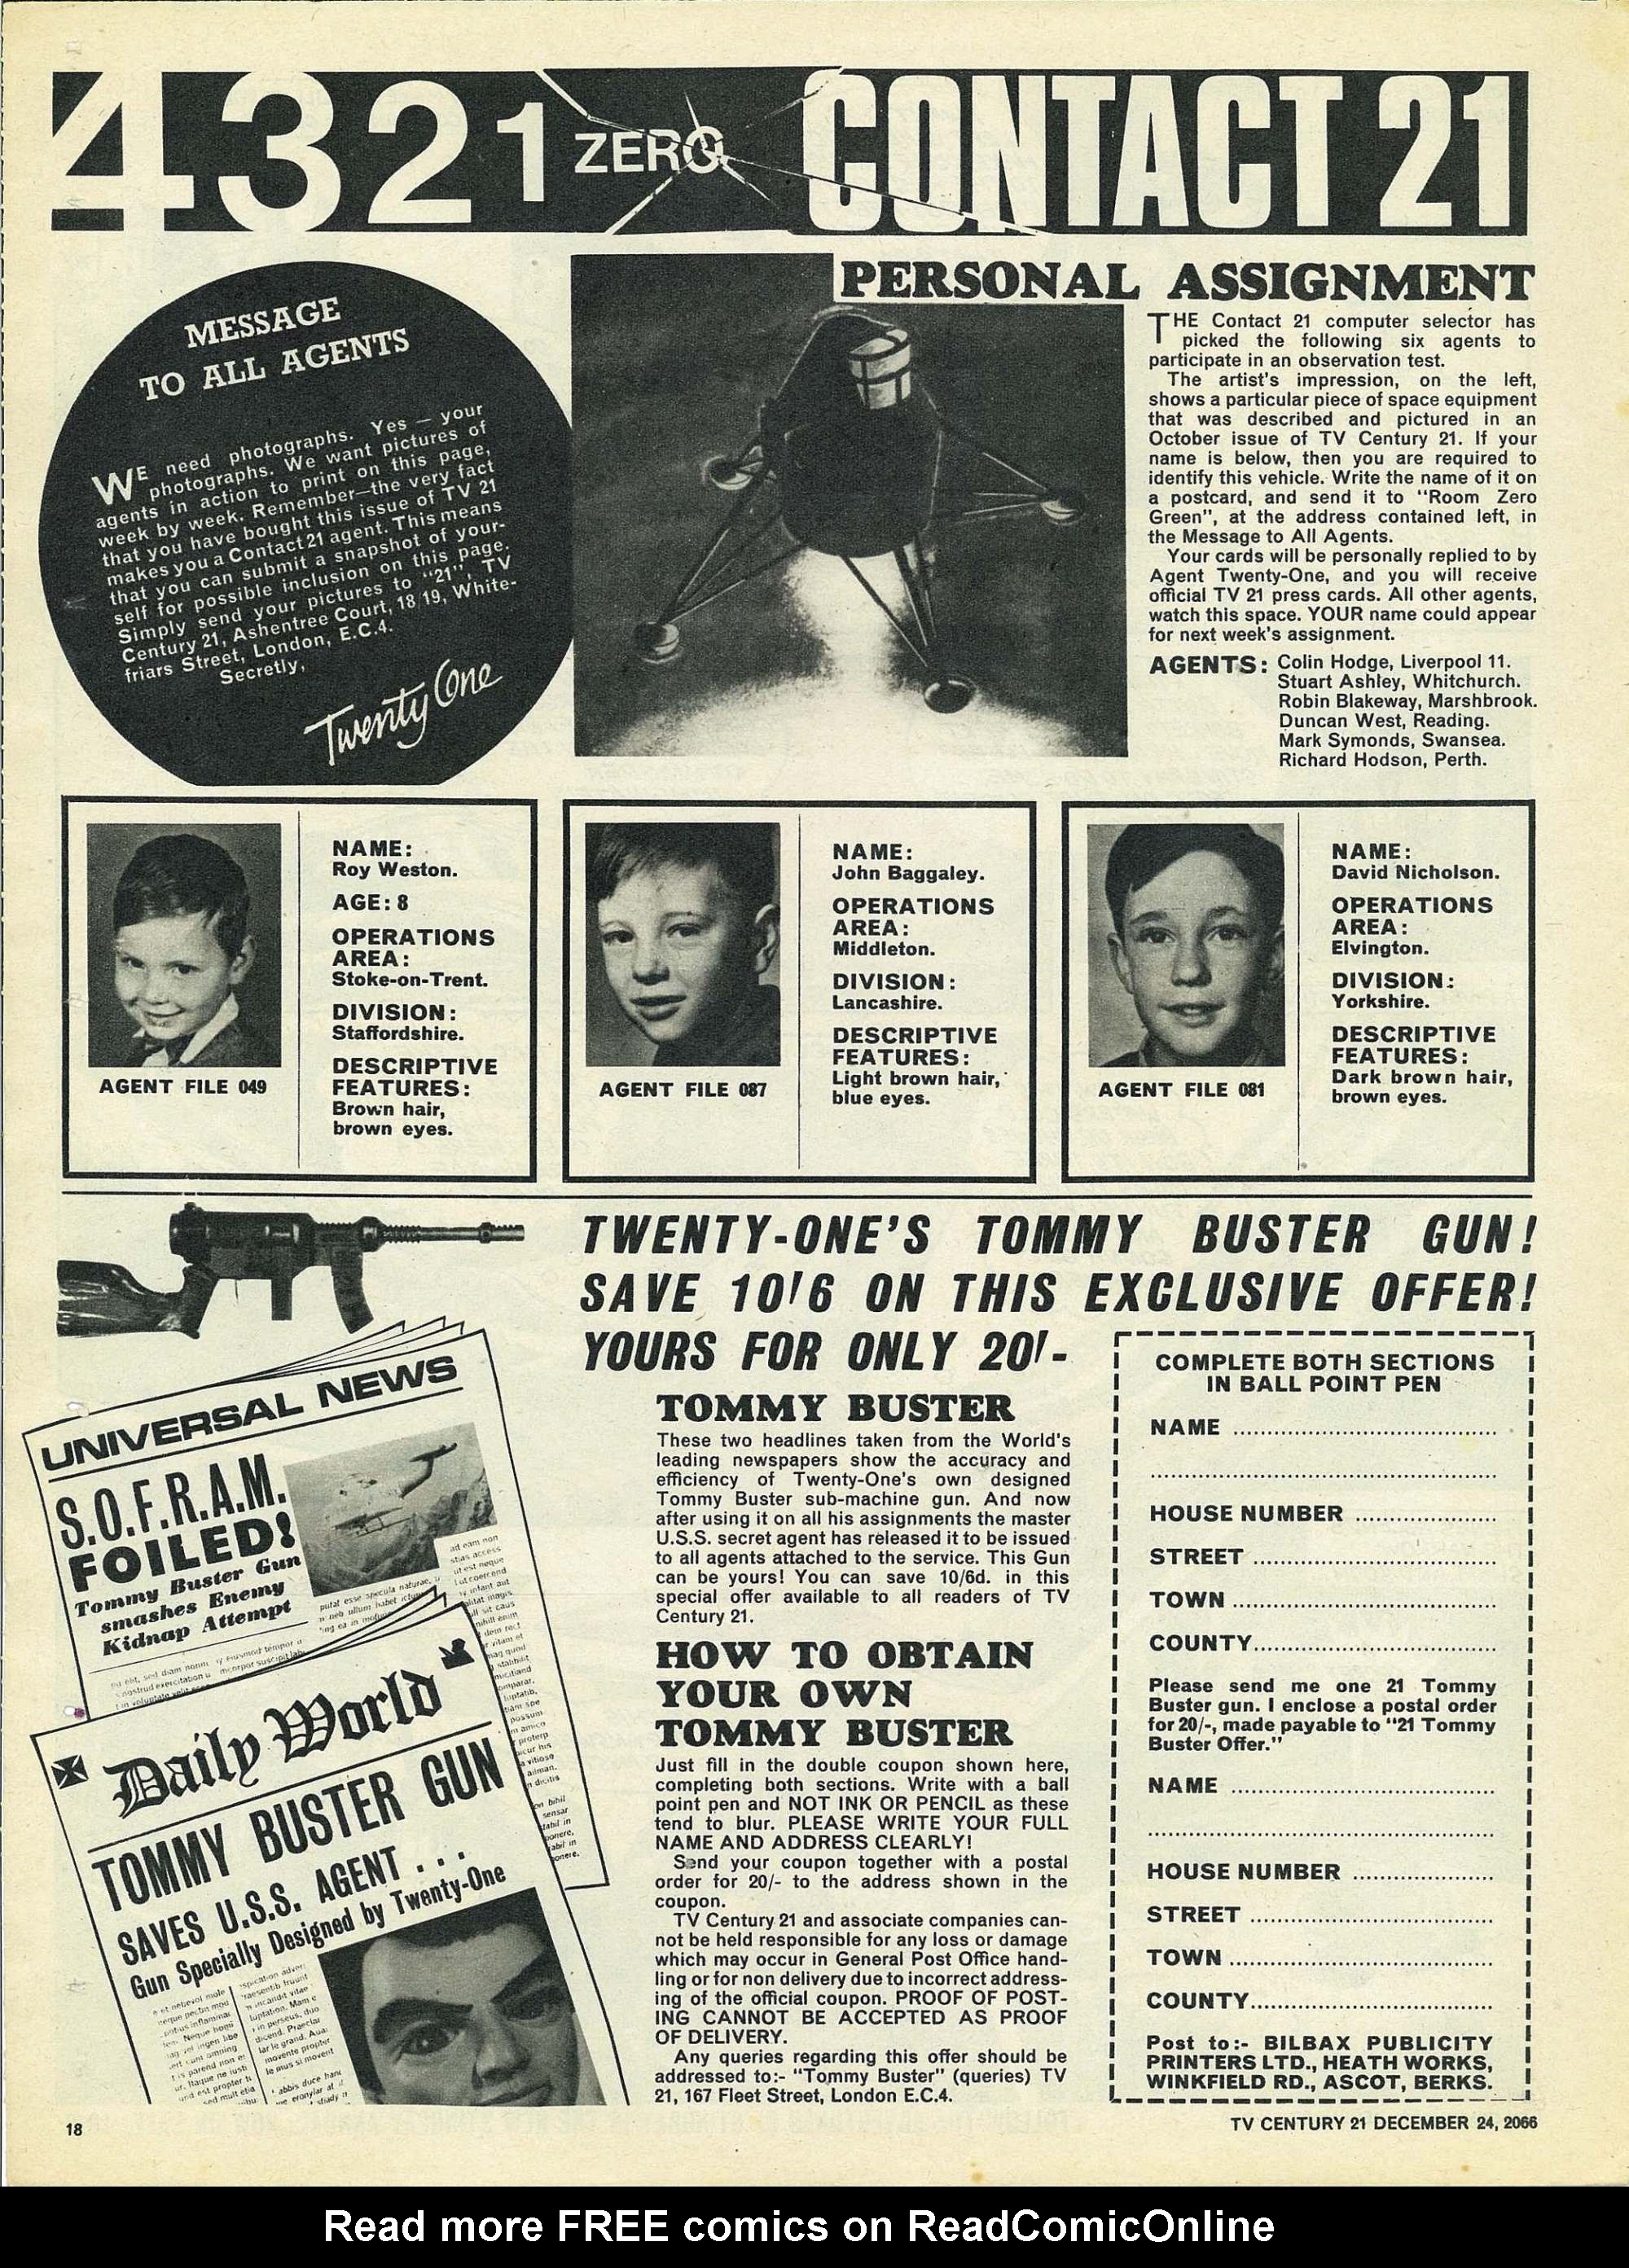 4 3 2 1 ZERO CONTACT 21
MESSAGE
TO ALL AGENTS
WE need photographs. Yes — your
photographs. We want pictures of
agents in action to print on this page,
week by week. Remember—the very fact
that you have bought this issue of TV 21
makes you a Contact 21 agent. This means
that you can submit a snapshot of your-
self for possible inclusion on this page.
Simply send your pictures to "21", TV
Century 21, Ashentree Court, 18/19, White-
friars Street, London, E.C.4.
Secretly,
Twenty One
PERSONAL ASSIGNMENT
THE Contact 21 computer selector has
picked the following six agents to
participate in an observation test.
The artist's impression, on the left,
shows a particular piece of space equipment
that was described and pictured in an
October issue of TV Century 21. If your
name is below, then you are required to
identify this vehicle. Write the name of it on
a postcard, and send it to "Room Zero
Green", at the address contained left, in
the Message to All Agents.
Your cards will be personally replied to by
Agent Twenty-One, and you will receive
official TV 21 press cards. All other agents,
watch this space. YOUR name could appear
for next week's assignment.
AGENTS: Colin Hodge, Liverpool 11.
Stuart Ashley, Whitchurch.
Robin Blakeway, Marshbrook.
Duncan West, Reading.
Mark Symonds, Swansea.
Richard Hodson, Perth.
AGENT FILE 049
NAME:
Roy Weston.
AGE: 8
OPERATIONS
AREA:
Stoke-on-Trent.
DIVISION:
Staffordshire.
DESCRIPTIVE
FEATURES:
Brown hair,
brown eyes.
AGENT FILE 087
NAME:
John Baggaley.
OPERATIONS
AREA:
Middleton.
DIVISION:
Lancashire.
DESCRIPTIVE
FEATURES:
Light brown hair,
blue eyes.
AGENT FILE 081
NAME:
David Nicholson.
OPERATIONS
AREA:
Elvington.
DIVISION:
Yorkshire.
DESCRIPTIVE
FEATURES:
Dark brown hair,
brown eyes.
TWENTY-ONE'S TOMMY BUSTER GUN!
SAVE 10'6 ON THIS EXCLUSIVE OFFER!
YOURS FOR ONLY 20'-
UNIVERSAL NEWS
S.O.F.R.A.M.
FOILED!
Tommy Buster Gun
smashes Enemy
Kidnap Attempt
Daily World
TOMMY BUSTER GUN
SAVES U.S.S. AGENT . . .
Gun Specially Designed by Twenty-One
TOMMY BUSTER
These two headlines taken from the World's
leading newspapers show the accuracy and
efficiency of Twenty-One's own designed
Tommy Buster sub-machine gun. And now
after using it on all his assignments the master
U.S.S. secret agent has released it to be issued
to all agents attached to the service. This Gun
can be yours! You can save 10/6d. in this
special offer available to all readers of TV
Century 21.
HOW TO OBTAIN
YOUR OWN
TOMMY BUSTER
Just fill in the double coupon shown here,
completing both sections. Write with a ball
point pen and NOT INK OR PENCIL as these
tend to blur. PLEASE WRITE YOUR FULL
NAME AND ADDRESS CLEARLY!
Send your coupon together with a postal
order for 20/- to the address shown in the
coupon.
TV Century 21 and associate companies can-
not be held responsible for any loss or damage
which may occur in General Post Office hand-
ling or for non delivery due to incorrect address-
ing of the official coupon. PROOF OF POST-
ING CANNOT BE ACCEPTED AS PROOF
OF DELIVERY.
Any queries regarding this offer should be
addressed to:- "Tommy Buster" (queries) TV
21, 167 Fleet Street, London E.C.4.
COMPLETE BOTH SECTIONS
IN BALL POINT PEN
NAME
HOUSE NUMBER
STREET
TOWN
COUNTY
Please send me one 21 Tommy
Buster gun. I enclose a postal order
for 20/-, made payable to "21 Tommy
Buster Offer."
NAME
HOUSE NUMBER
STREET
TOWN
COUNTY
Post to:- BILBAX PUBLICITY
PRINTERS LTD., HEATH WORKS,
WINKFIELD RD., ASCOT, BERKS.
18
TV CENTURY 21 DECEMBER 24, 2066
Read more FREE comics on ReadComicOnline